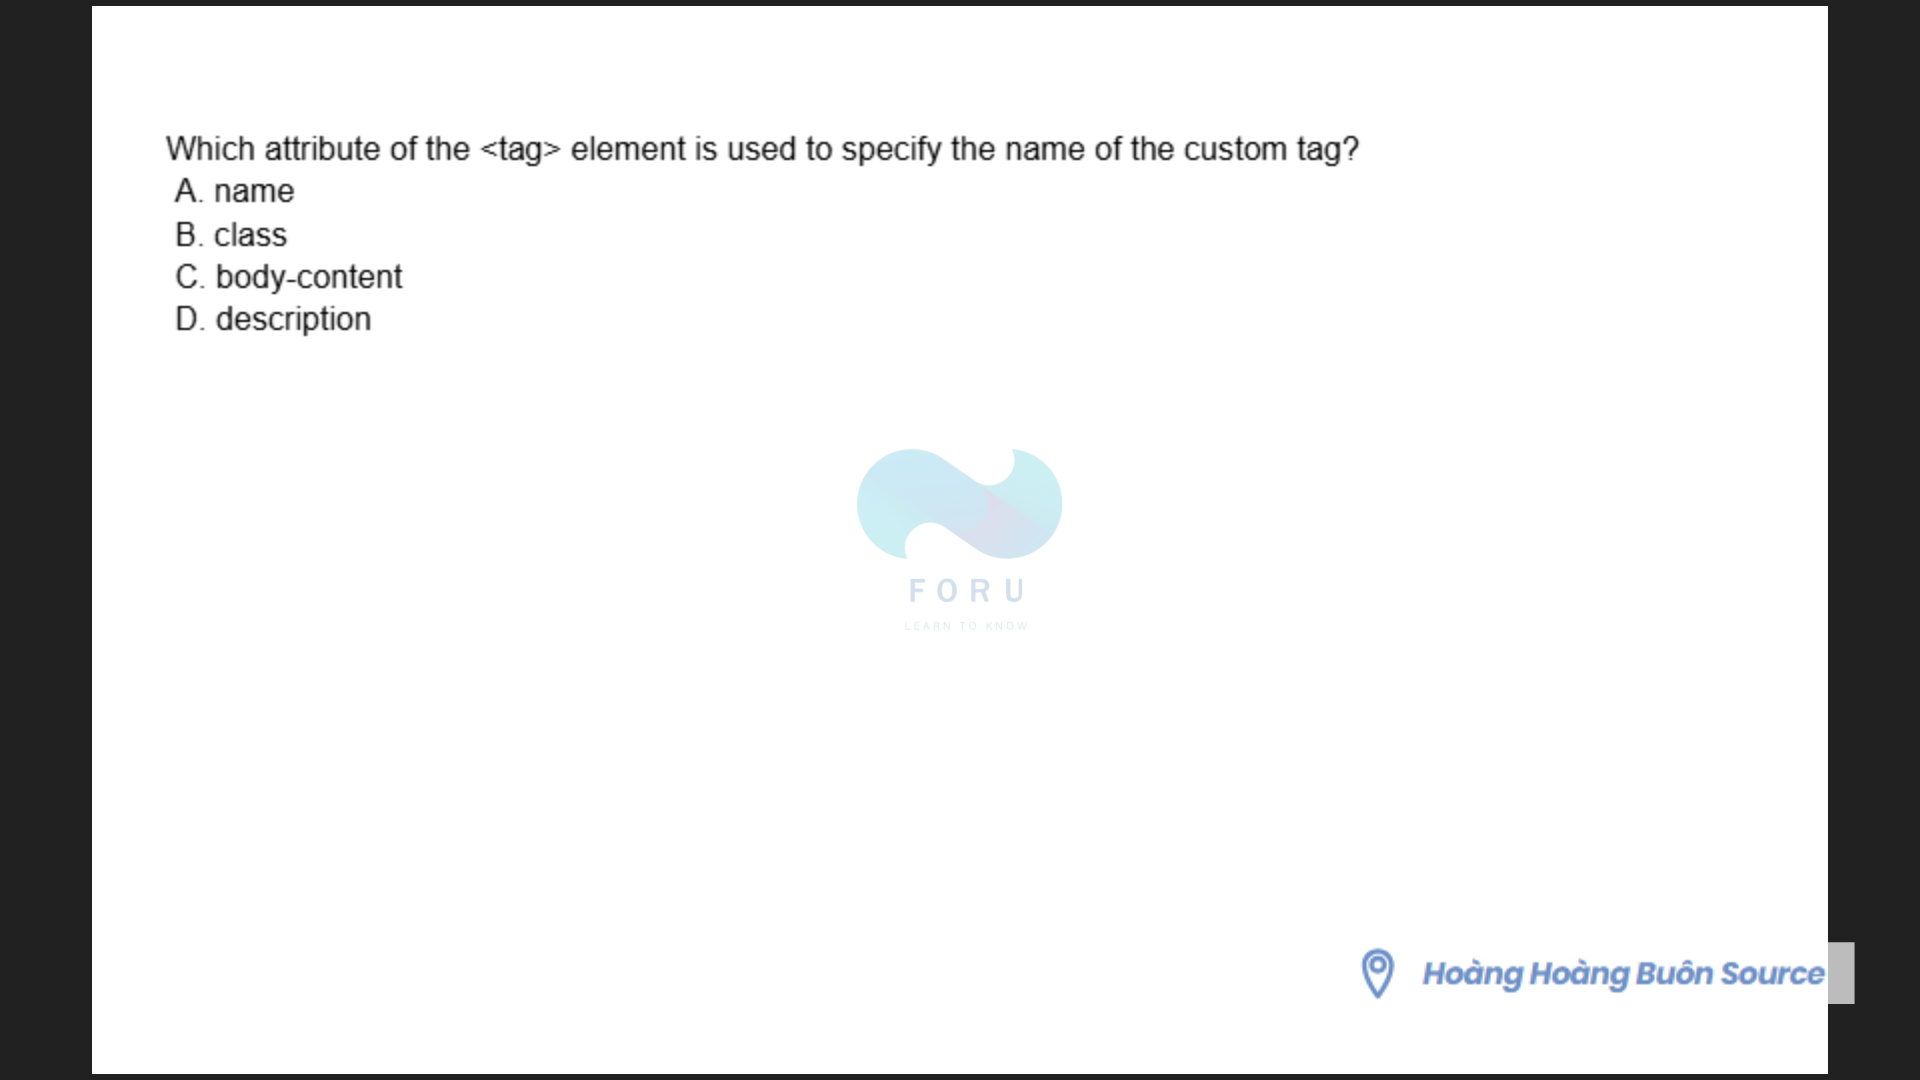 Which attribute of the <tag> element is used to specify the name of the custom tag?
A. name
B. class
C. body-content
D. description
FORU
LEARN TO KNOW
Hoàng Hoàng Buôn Source